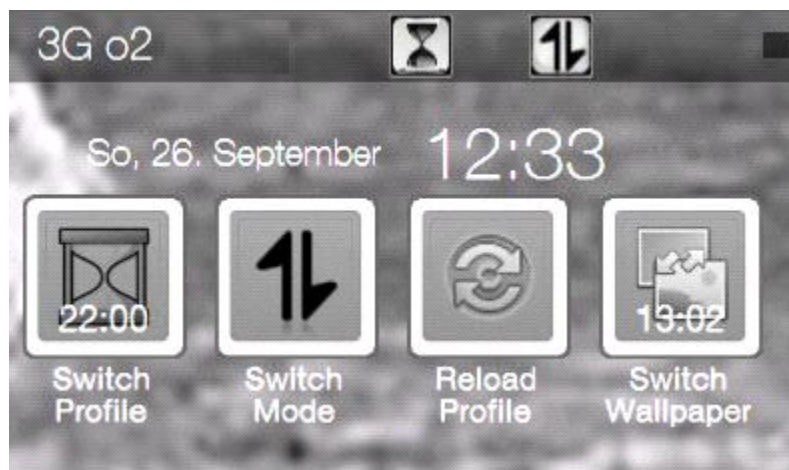 3G o2
So, 26. September 12:33
22:00
13:02
Switch Profile
Switch Mode
Reload Profile
Switch Wallpaper